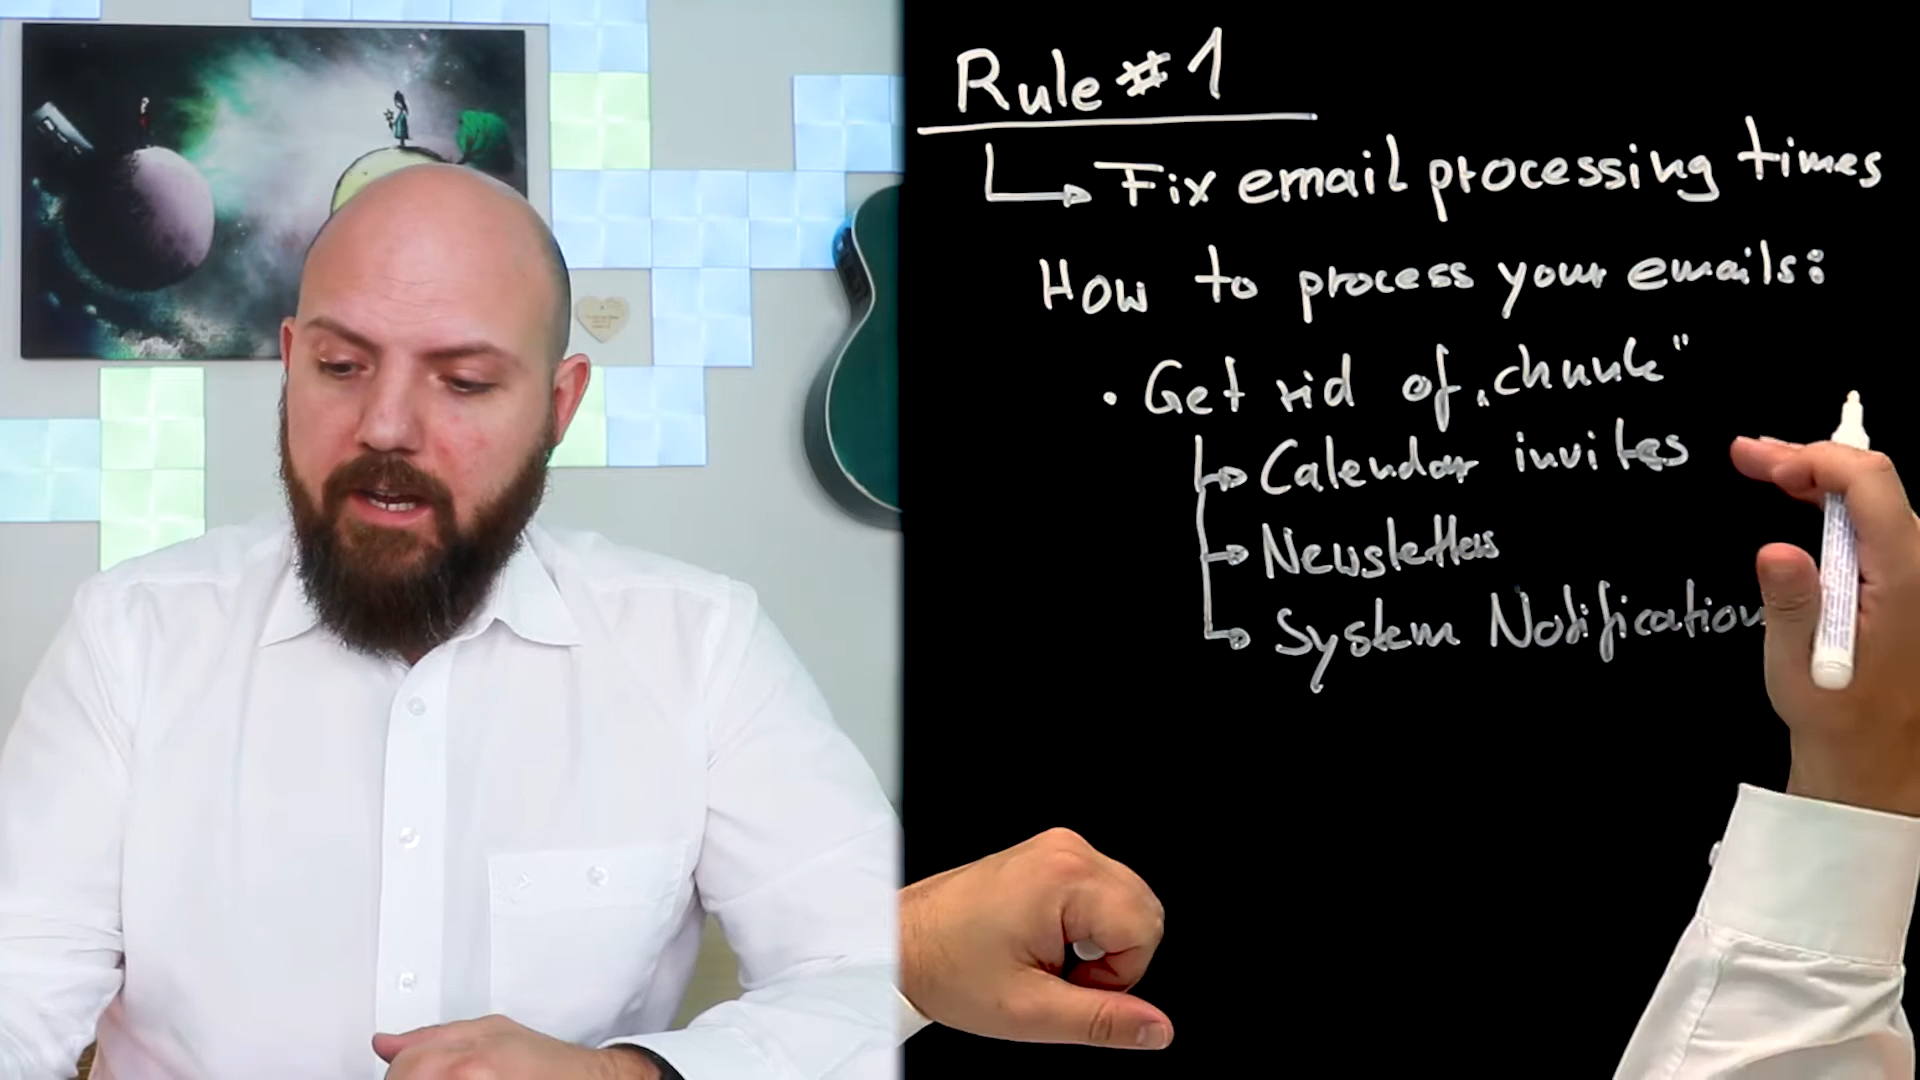 Rule #1
Fix email processing times
How to process your emails:
• Get rid of „chunk"
Calendar invites
Newsletters
System Notification